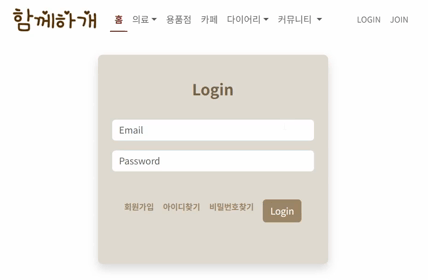 함께하개 홈 의료 용품점 카페 다이어리 커뮤니티 LOGIN JOIN
Login
Email
Password
회원가입 아이디찾기 비밀번호찾기 Login